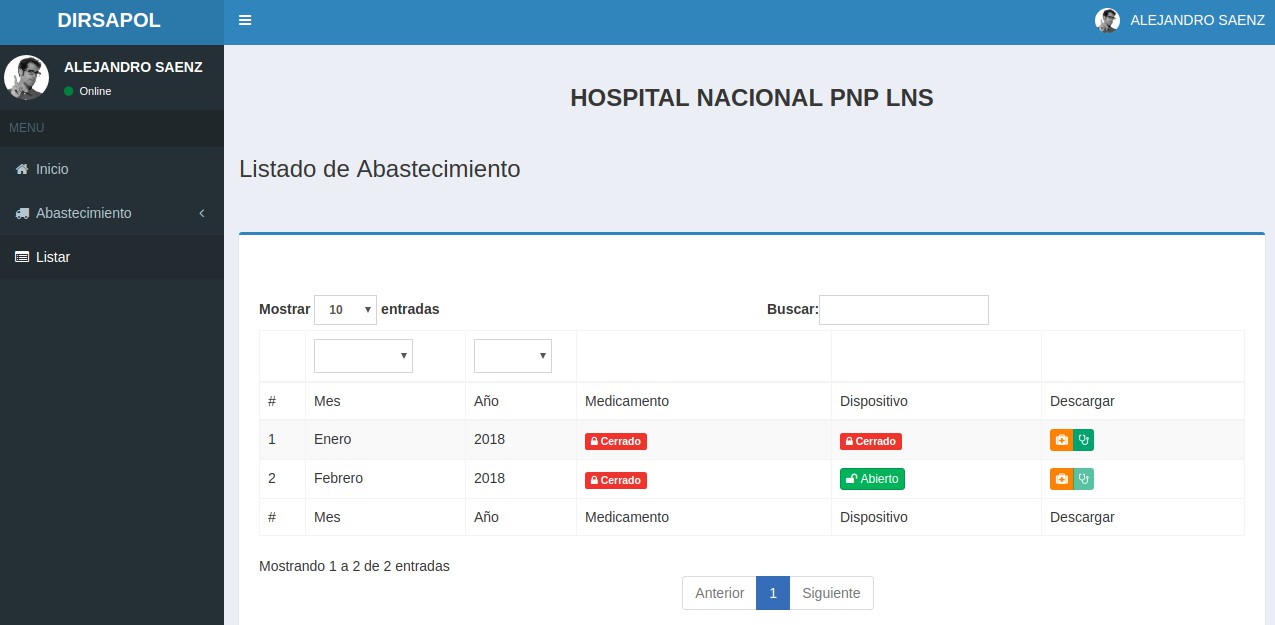 DIRSAPOL
ALEJANDRO SAENZ
ALEJANDRO SAENZ
Online
MENU
Inicio
Abastecimiento
Listar
HOSPITAL NACIONAL PNP LNS
Listado de Abastecimiento
Mostrar 10 entradas Buscar:
# Mes Año Medicamento Dispositivo Descargar
1 Enero 2018 Cerrado Cerrado
2 Febrero 2018 Cerrado Abierto
# Mes Año Medicamento Dispositivo Descargar
Mostrando 1 a 2 de 2 entradas
Anterior 1 Siguiente